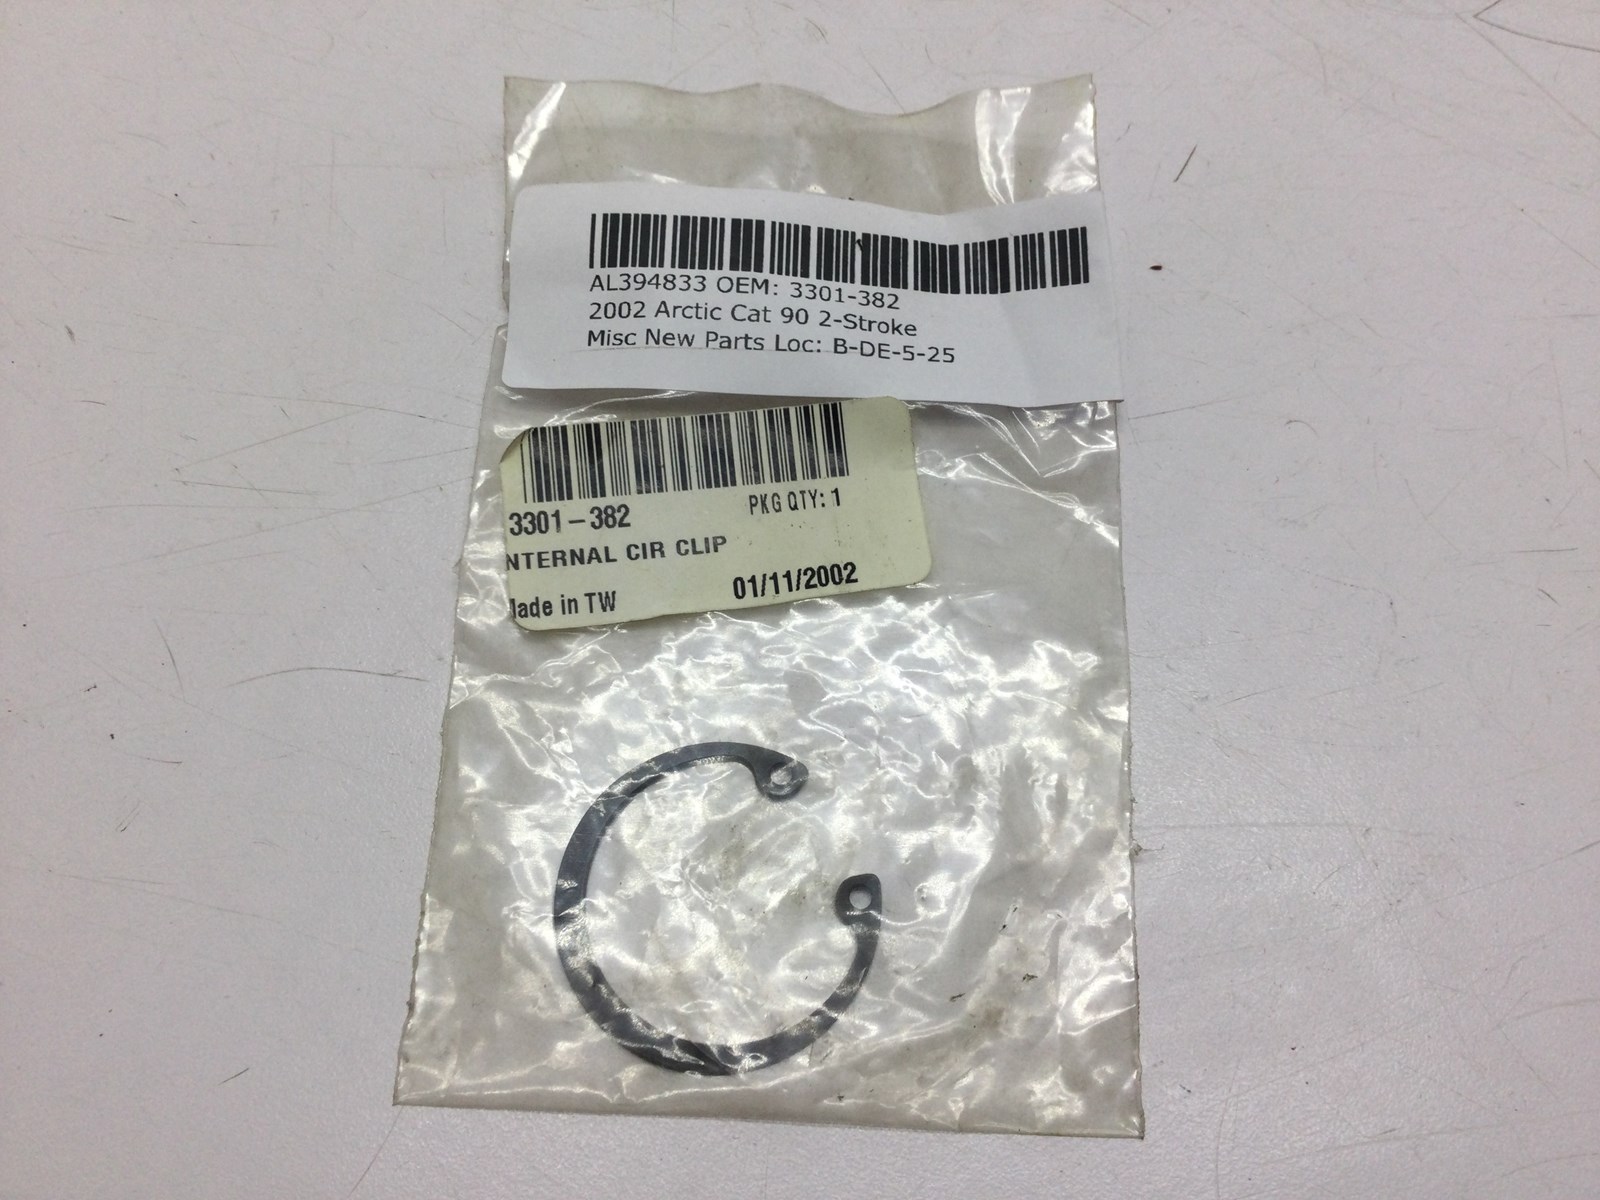 AL394833 OEM: 3301-382
2002 Arctic Cat 90 2-Stroke
Misc New Parts Loc: B-DE-5-25
3301-382 PKG QTY: 1
NTERNAL CIR CLIP
ade in TW 01/11/2002